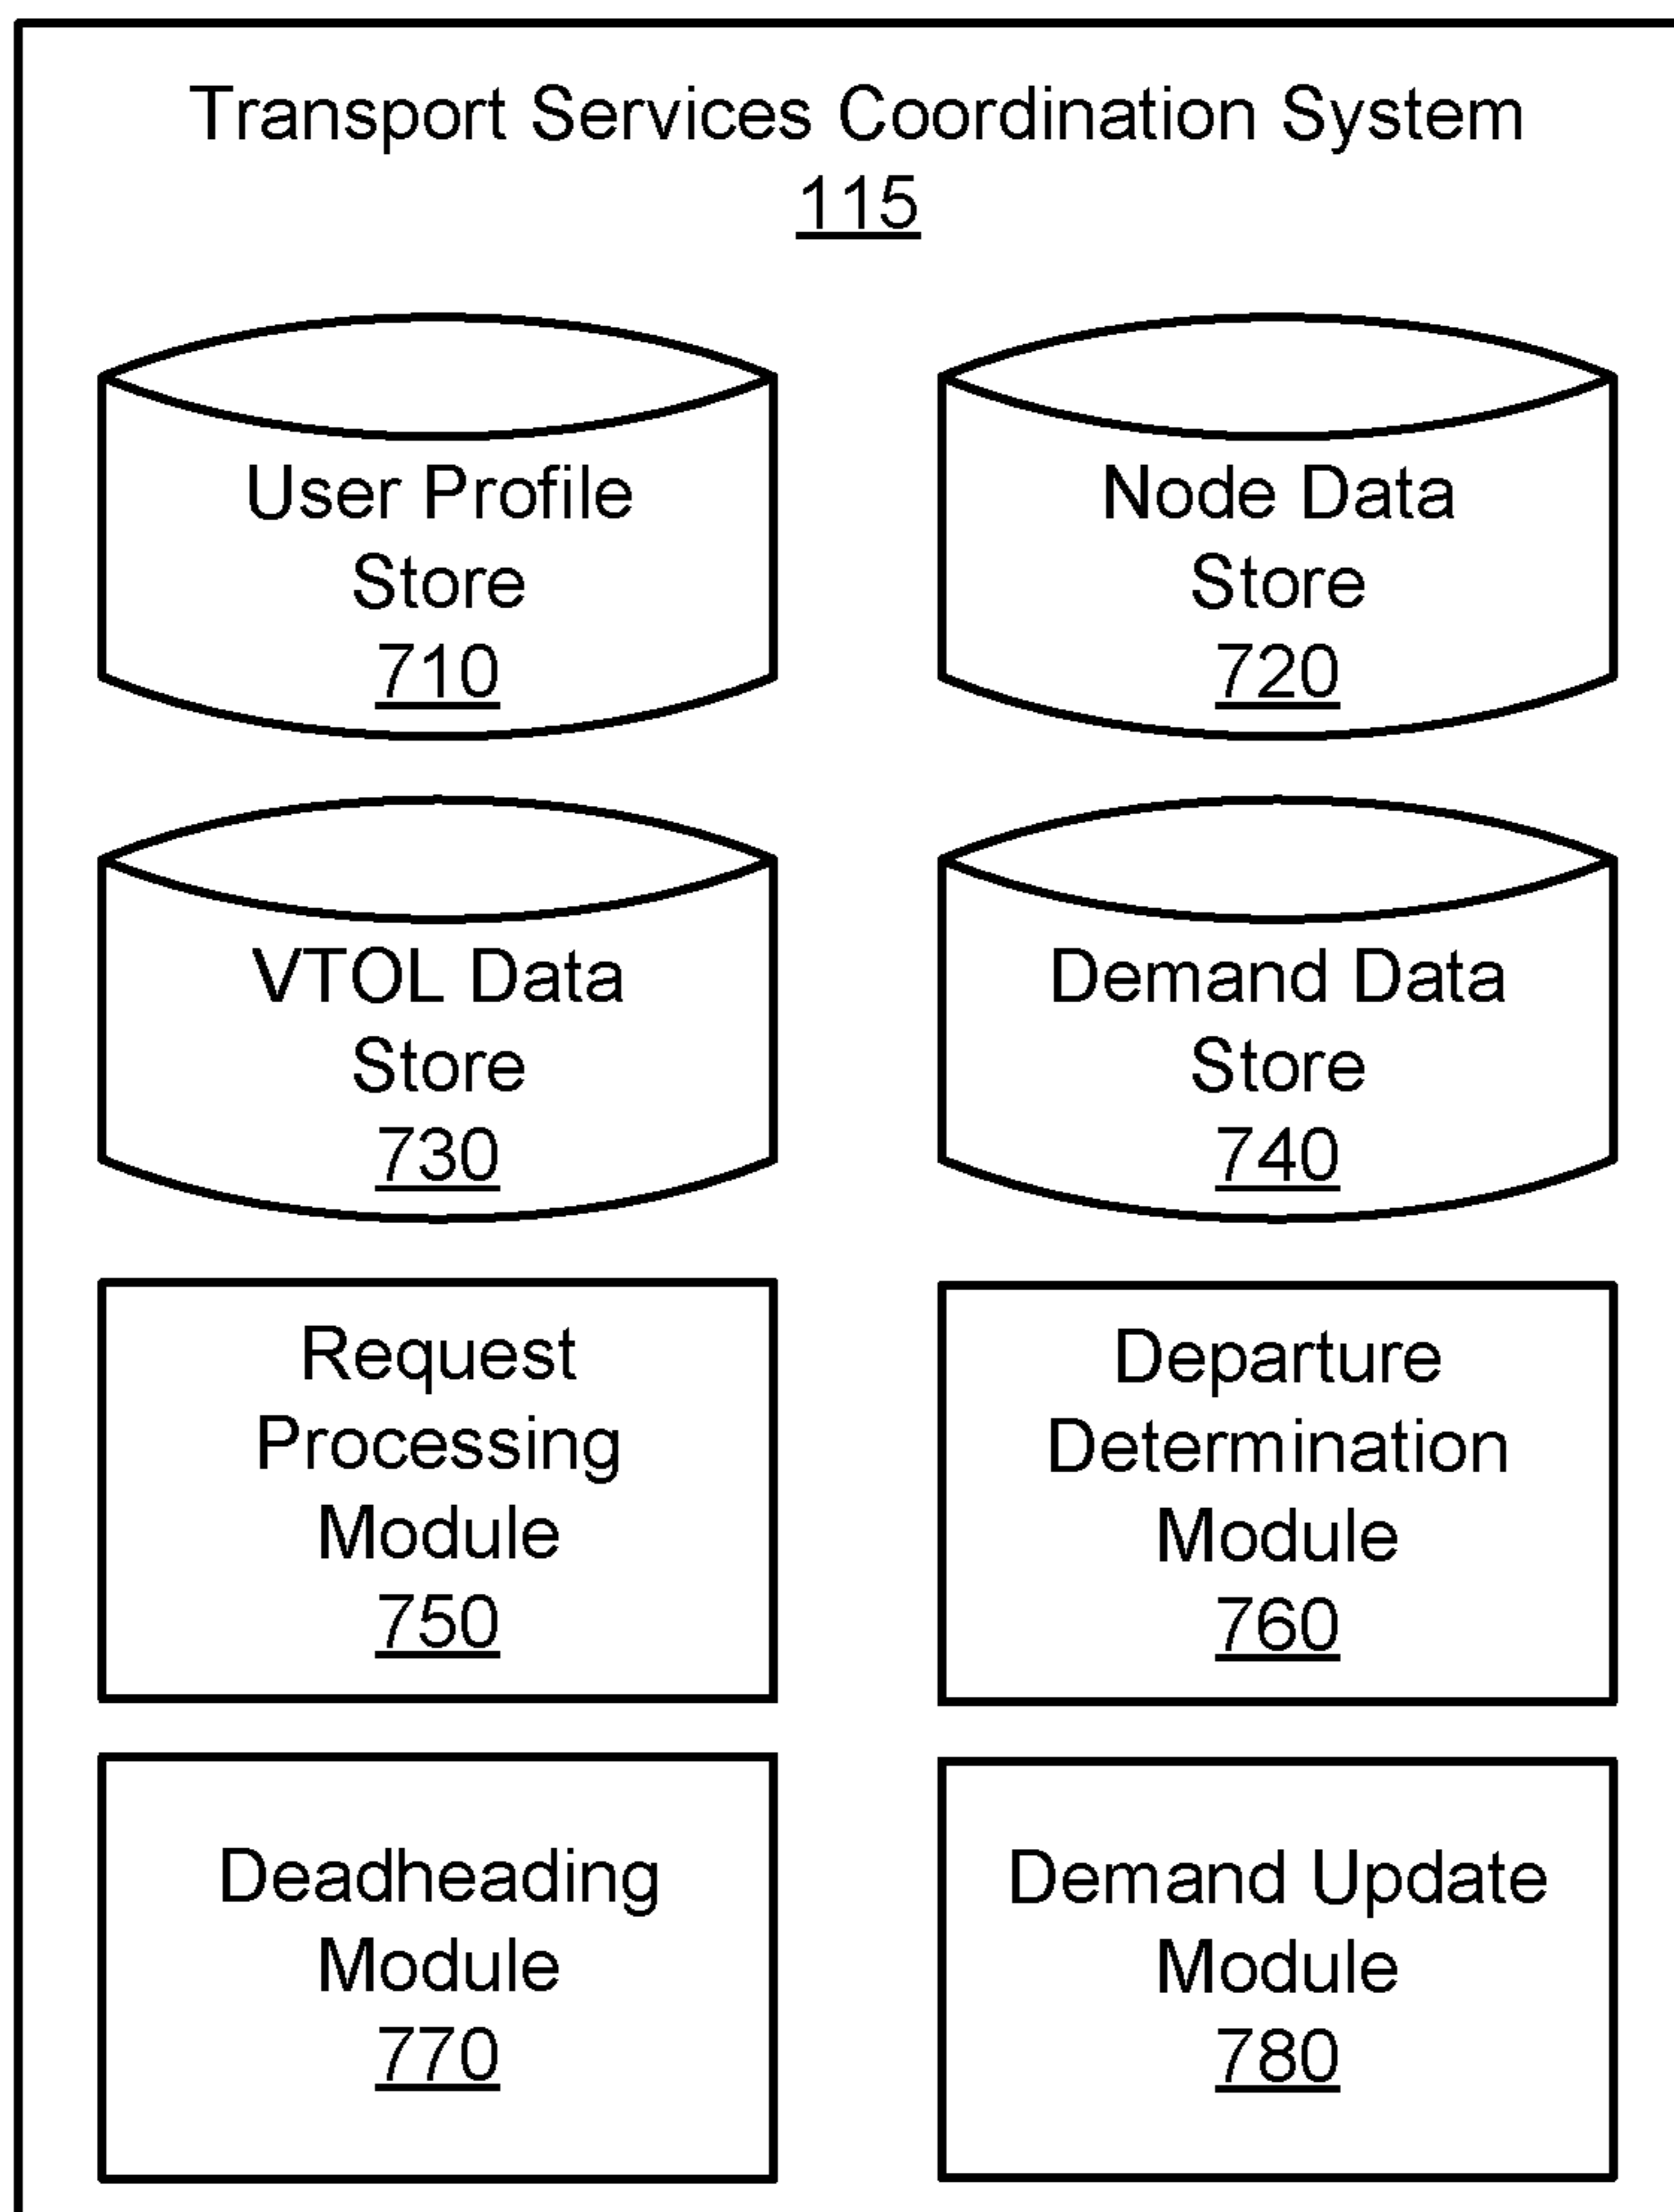 Transport Services Coordination System
115
User Profile
Store
710
Node Data
Store
720
VTOL Data
Store
730
Demand Data
Store
740
Request
Processing
Module
750
Departure
Determination
Module
760
Deadheading
Module
770
Demand Update
Module
780